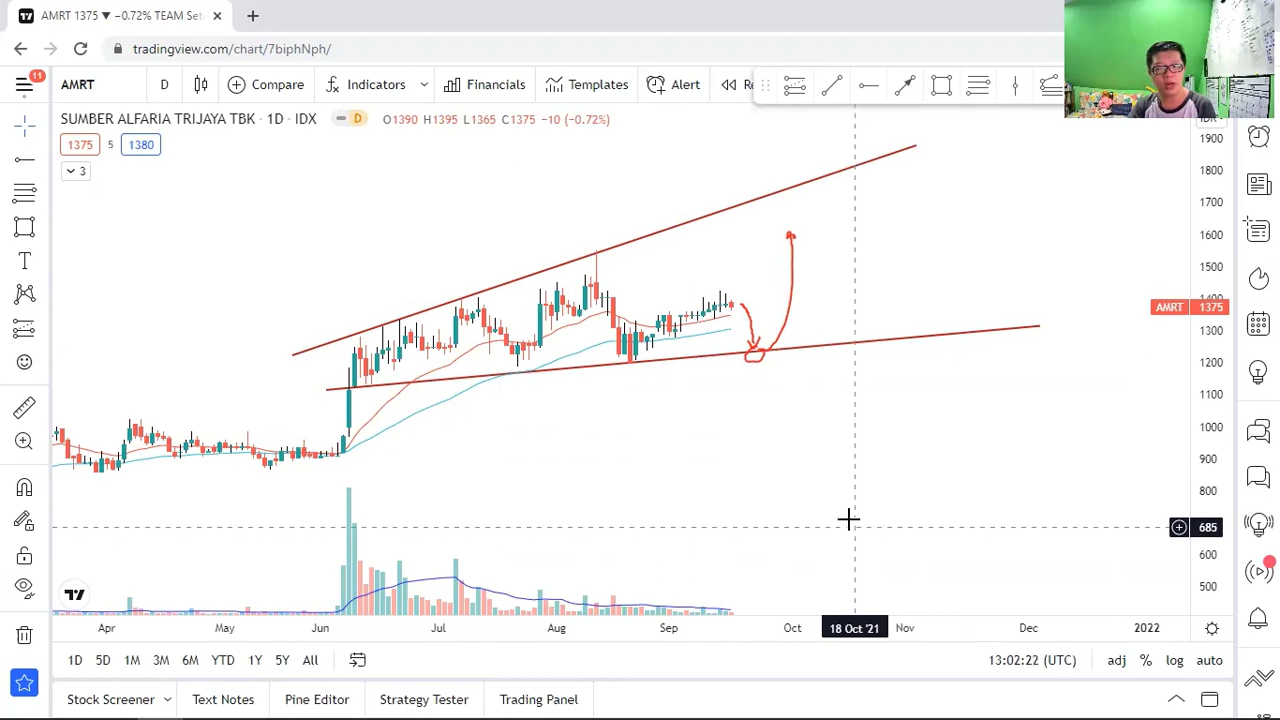 AMRT 1375 ▼ −0.72% TEAM Set
tradingview.com/chart/7biphNph/
11
AMRT
D
Compare
Indicators
Financials
Templates
Alert
Re
SUMBER ALFARIA TRIJAYA TBK · 1D · IDX
D
O1390 H1395 L1365 C1375 −10 (−0.72%)
1375
5
1380
3
1900
1800
1700
1600
1500
1400
AMRT 1375
1300
1200
1100
1000
900
800
685
600
500
Apr
May
Jun
Jul
Aug
Sep
Oct
18 Oct '21
Nov
Dec
2022
1D
5D
1M
3M
6M
YTD
1Y
5Y
All
13:02:22 (UTC)
adj
%
log
auto
Stock Screener
Text Notes
Pine Editor
Strategy Tester
Trading Panel